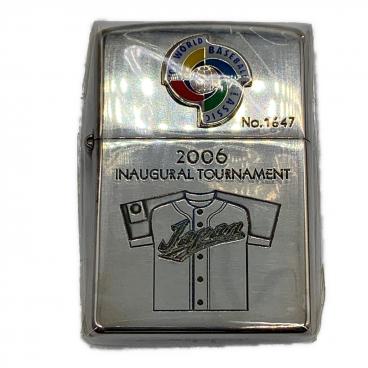 WORLD BASEBALL CLASSIC
No.1647
2006
INAUGURAL TOURNAMENT
Japan